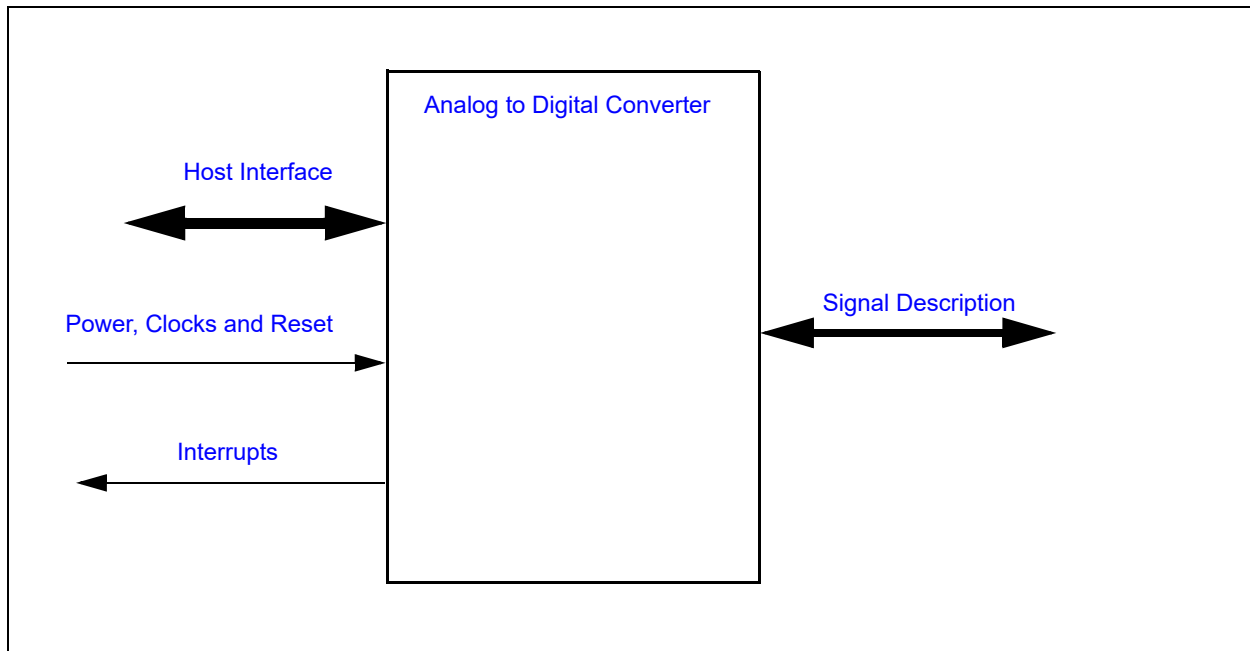 Analog to Digital Converter
Host Interface
Signal Description
Power, Clocks and Reset
Interrupts